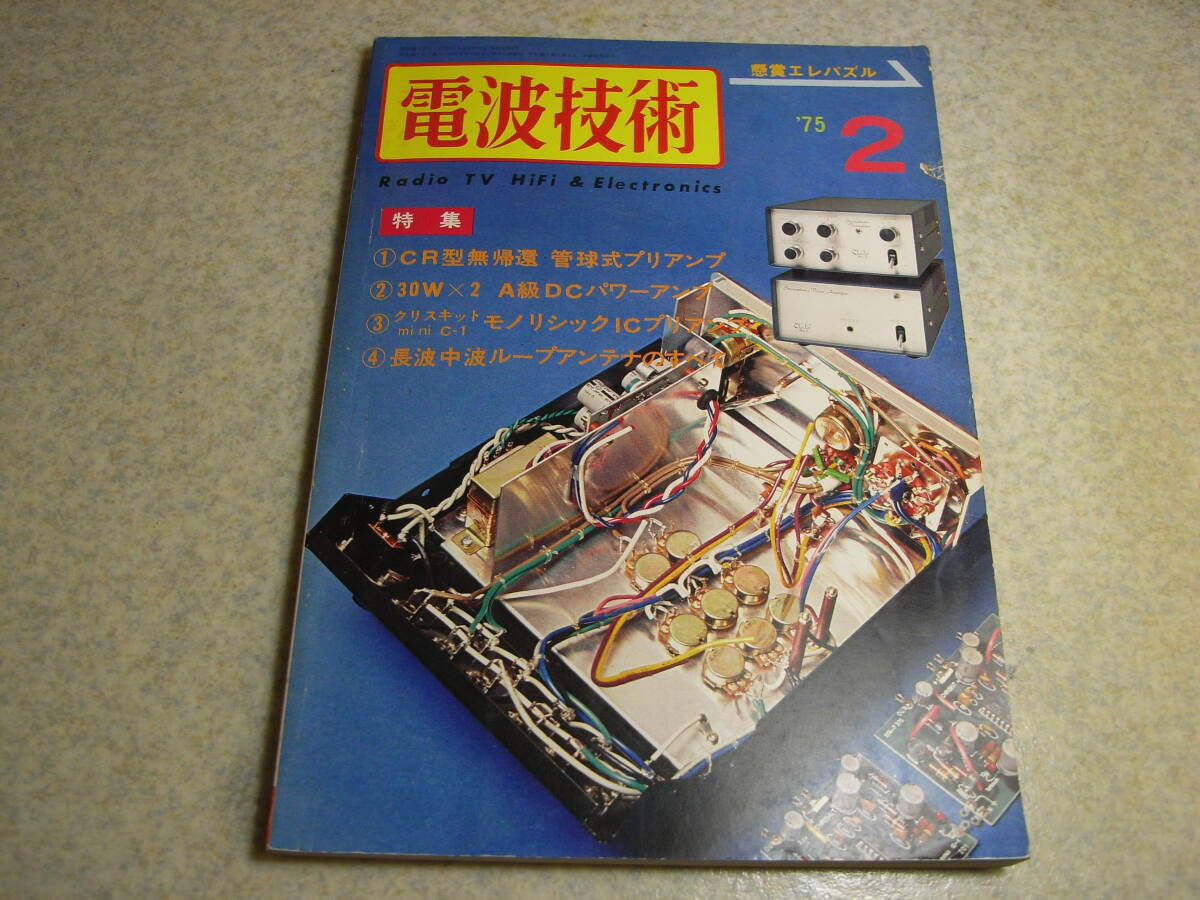 懸賞エレパズル
電波技術
'75 2
Radio TV HiFi & Electronics
特集
①CR型無帰還 管球式プリアンプ
②30W×2 A級DCパワーアンプ
③クリスキット mini C-1 モノリシックICプリアンプ
④長波中波ループアンテナのすべて